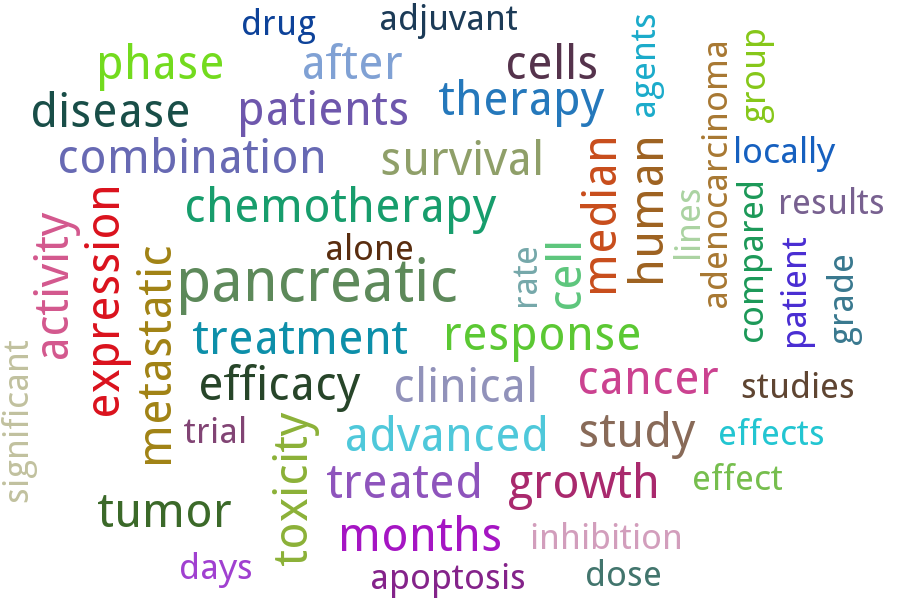 drug
adjuvant
phase
after
cells
agents
group
disease
patients
therapy
adenocarcinoma
combination
survival
median
human
locally
chemotherapy
lines
compared
results
activity
expression
metastatic
alone
pancreatic
rate
cell
patient
grade
treatment
response
significant
efficacy
clinical
cancer
studies
trial
toxicity
advanced
study
effects
treated
growth
effect
tumor
months
inhibition
days
apoptosis
dose